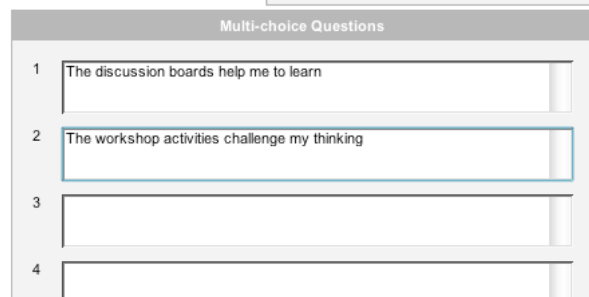 Multi-choice Questions
1 The discussion boards help me to learn
2 The workshop activities challenge my thinking
3
4